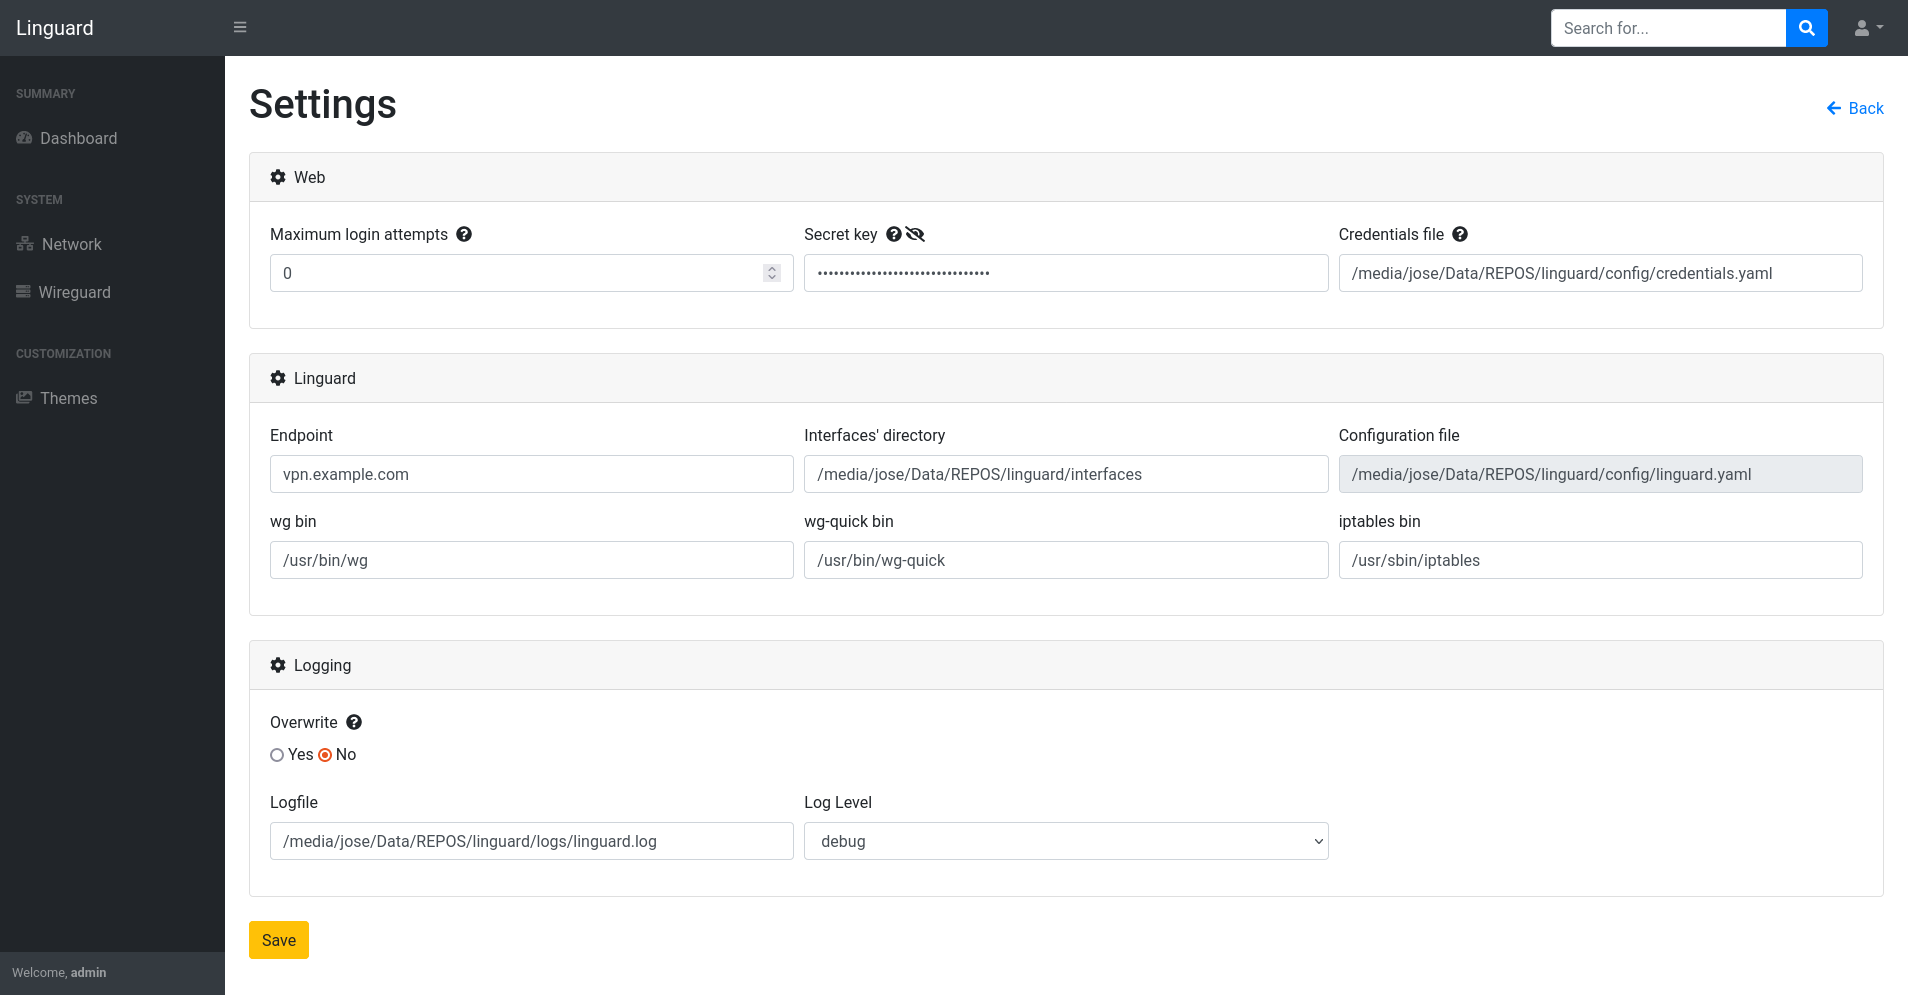 Linguard
Search for...
SUMMARY
Dashboard
SYSTEM
Network
Wireguard
CUSTOMIZATION
Themes
Welcome, admin
Settings
Back
Web
Maximum login attempts
Secret key
Credentials file
0
•••••••••••••••••••••••••••••••
/media/jose/Data/REPOS/linguard/config/credentials.yaml
Linguard
Endpoint
Interfaces' directory
Configuration file
vpn.example.com
/media/jose/Data/REPOS/linguard/interfaces
/media/jose/Data/REPOS/linguard/config/linguard.yaml
wg bin
wg-quick bin
iptables bin
/usr/bin/wg
/usr/bin/wg-quick
/usr/sbin/iptables
Logging
Overwrite
Yes No
Logfile
Log Level
/media/jose/Data/REPOS/linguard/logs/linguard.log
debug
Save